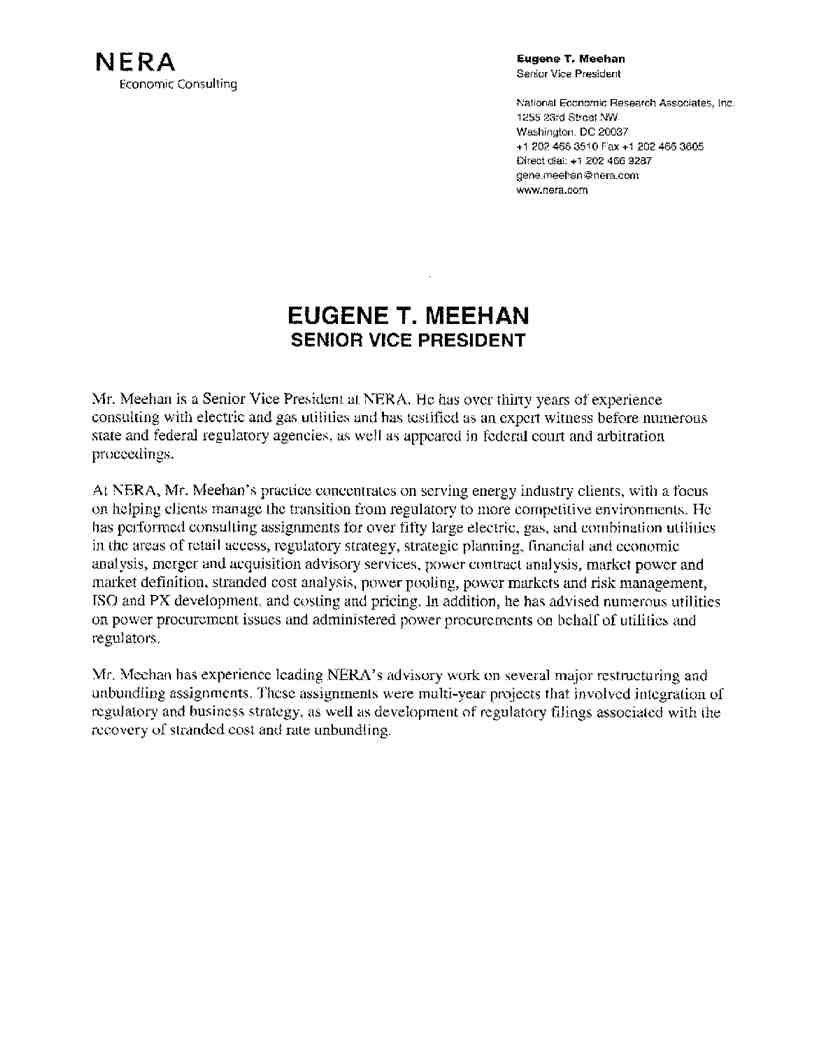 NERA
Economic Consulting
Eugene T. Meehan
Senior Vice President
National Economic Research Associates, Inc.
1255 23rd Street NW
Washington, DC 20037
+1 202 466 3510 Fax +1 202 466 3605
Direct dial: +1 202 466 9287
gene.meehan@nera.com
www.nera.com
EUGENE T. MEEHAN
SENIOR VICE PRESIDENT
Mr. Meehan is a Senior Vice President at NERA. He has over thirty years of experience
consulting with electric and gas utilities and has testified as an expert witness before numerous
state and federal regulatory agencies, as well as appeared in federal court and arbitration
proceedings.
At NERA, Mr. Meehan's practice concentrates on serving energy industry clients, with a focus
on helping clients manage the transition from regulatory to more competitive environments. He
has performed consulting assignments for over fifty large electric, gas, and combination utilities
in the areas of retail access, regulatory strategy, strategic planning, financial and economic
analysis, merger and acquisition advisory services, power contract analysis, market power and
market definition, stranded cost analysis, power pooling, power markets and risk management,
ISO and PX development, and costing and pricing. In addition, he has advised numerous utilities
on power procurement issues and administered power procurements on behalf of utilities and
regulators.
Mr. Meehan has experience leading NERA's advisory work on several major restructuring and
unbundling assignments. These assignments were multi-year projects that involved integration of
regulatory and business strategy, as well as development of regulatory filings associated with the
recovery of stranded cost and rate unbundling.